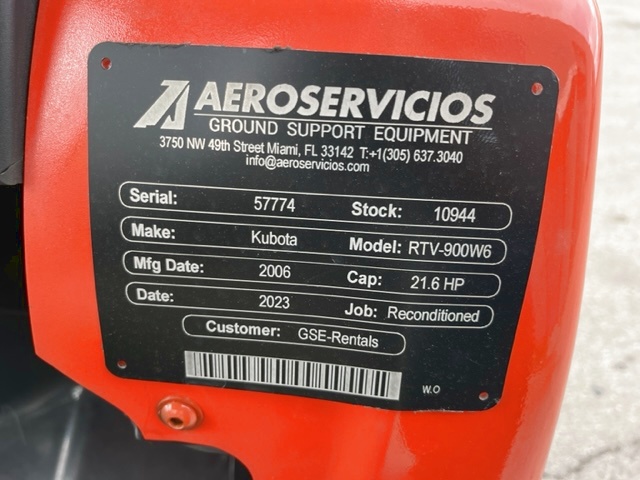 AEROSERVICIOS
GROUND SUPPORT EQUIPMENT
3750 NW 49th Street Miami, FL 33142 T:+1(305) 637.3040
info@aeroservicios.com
Serial: 57774 Stock: 10944
Make: Kubota Model: RTV-900W6
Mfg Date: 2006 Cap: 21.6 HP
Date: 2023 Job: Reconditioned
Customer: GSE-Rentals
W.O